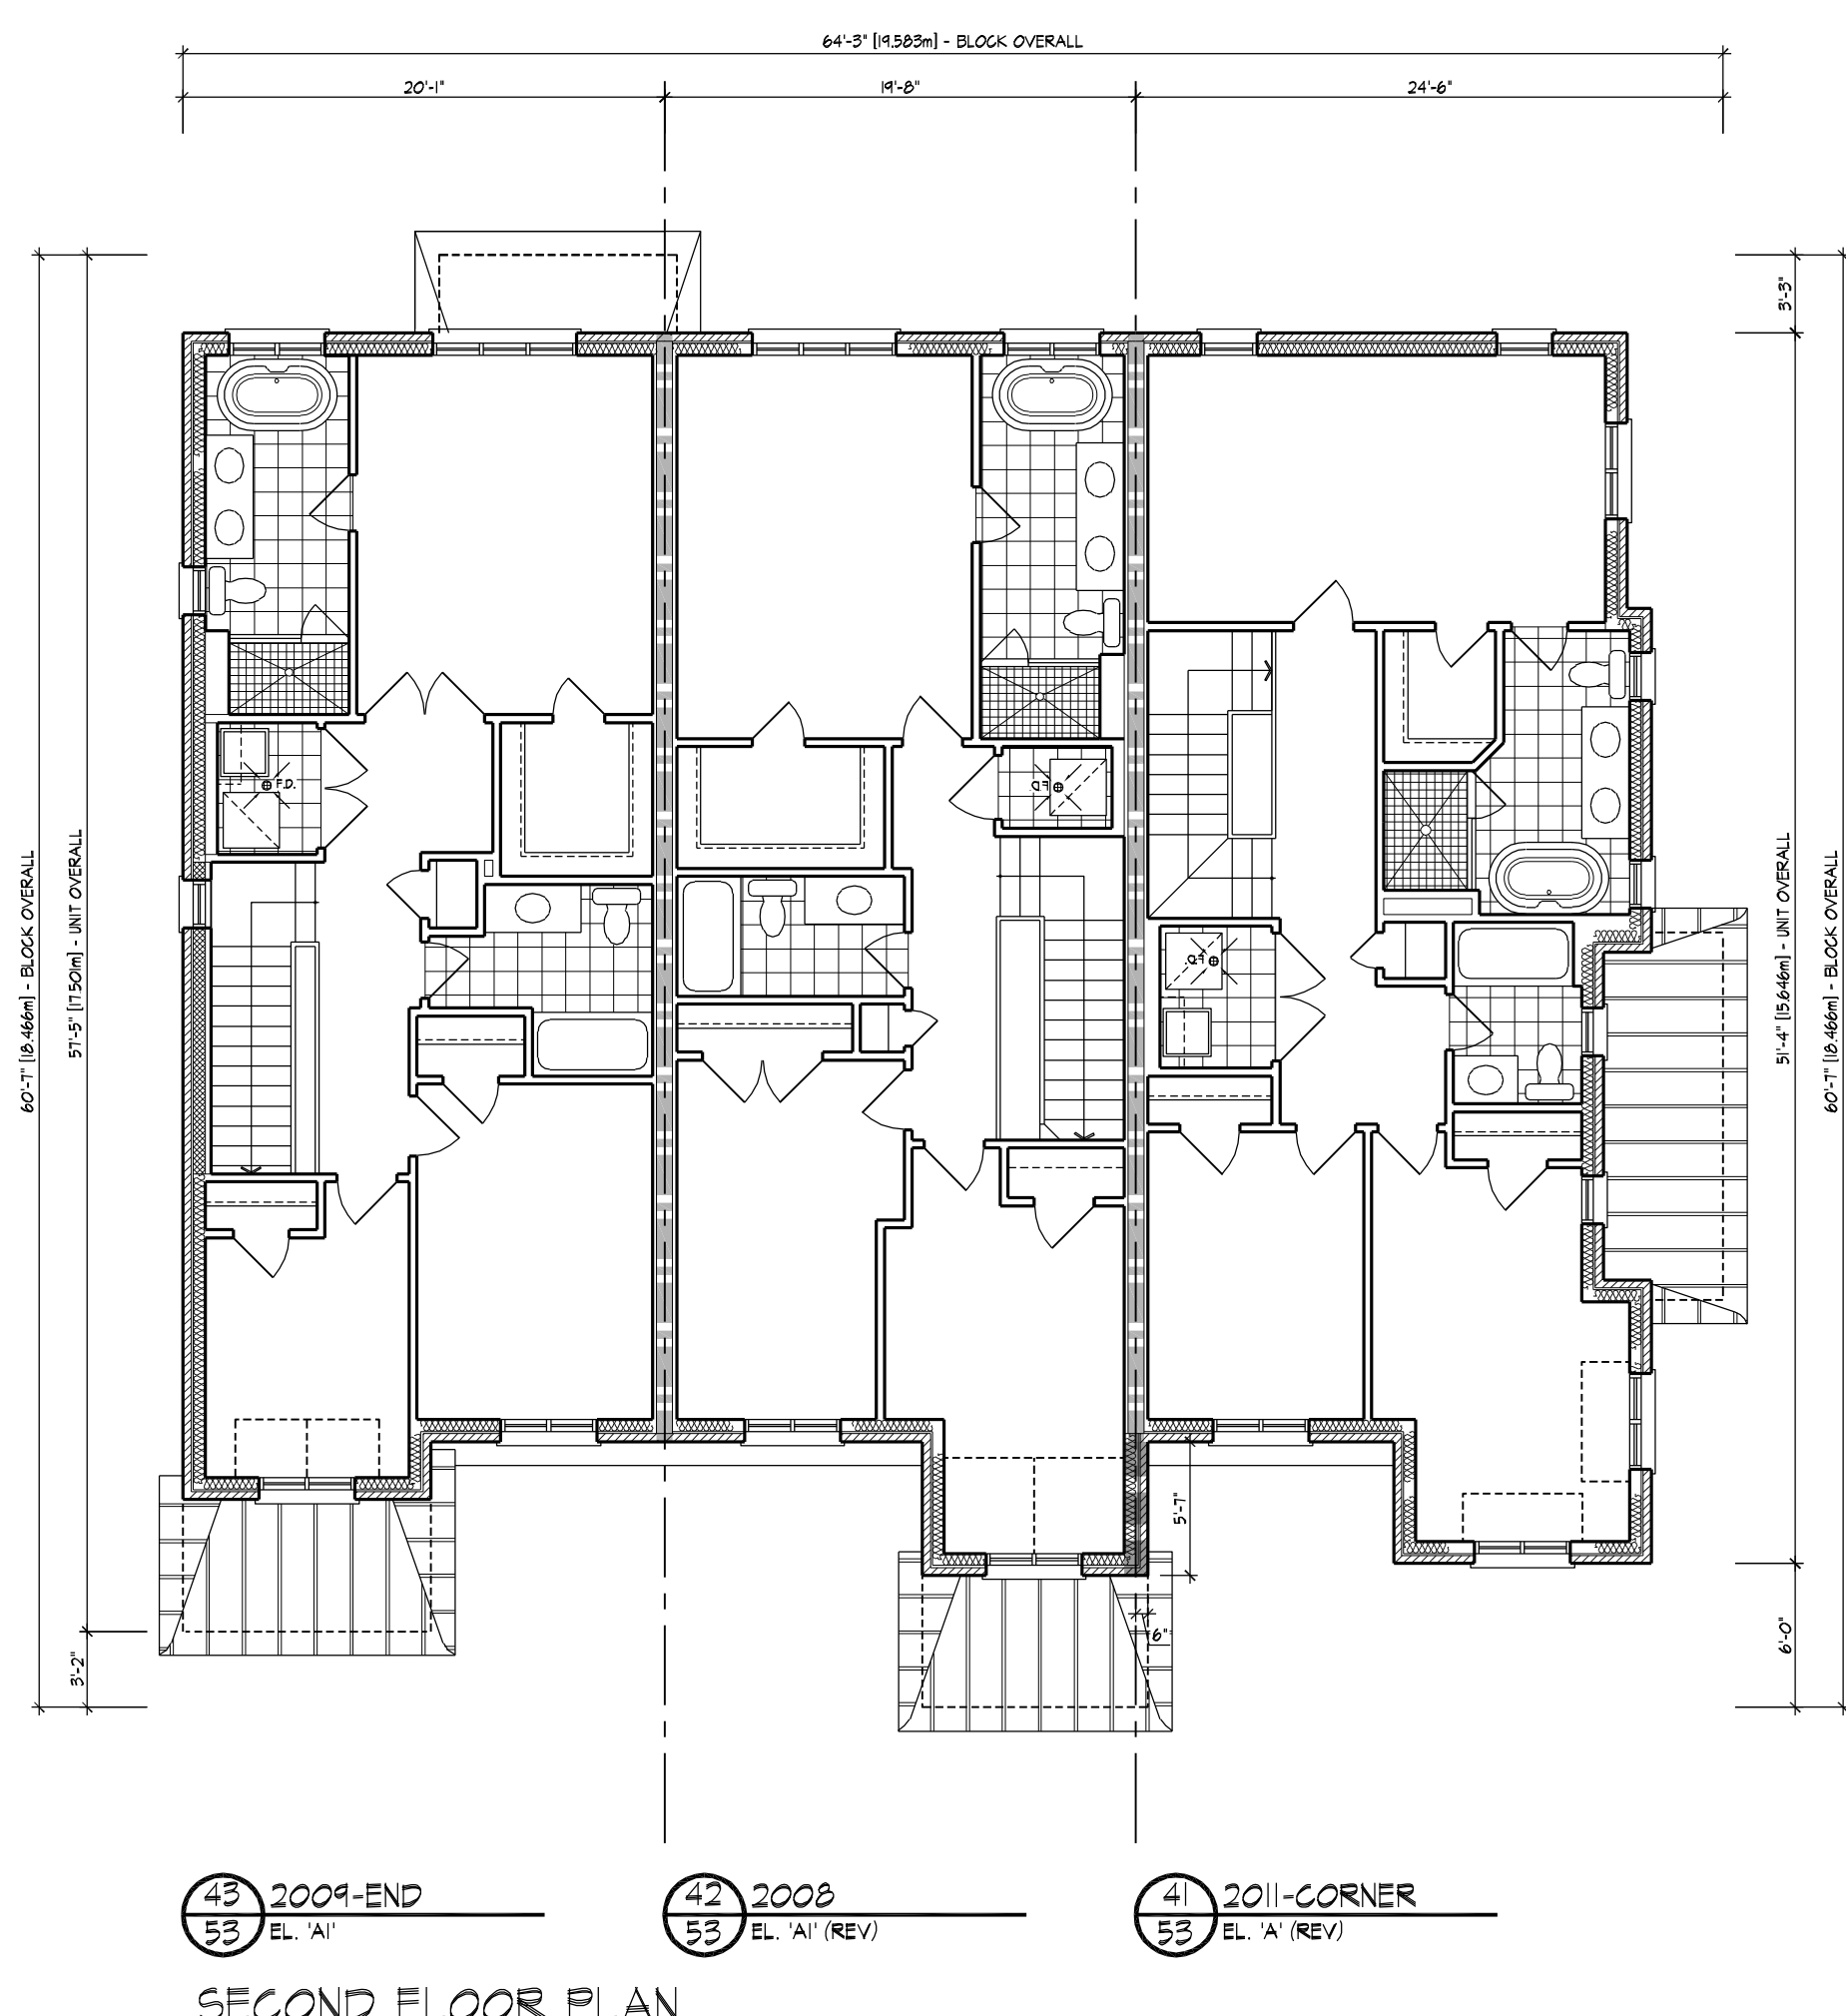 64'-3" [19.583m] - BLOCK OVERALL
20'-1"
19'-8"
24'-6"
3'-3"
60'-7" [18.466m] - BLOCK OVERALL
57'-5" [17.501m] - UNIT OVERALL
F.D.
F.D.
F.D.
51'-4" [15.646m] - UNIT OVERALL
60'-7" [18.466m] - BLOCK OVERALL
5'-7"
6"
3'-2"
6'-0"
43 2009-END
53 EL. 'A1'
42 2008
53 EL. 'A1' (REV)
41 2011-CORNER
53 EL. 'A' (REV)
SECOND FLOOR PLAN